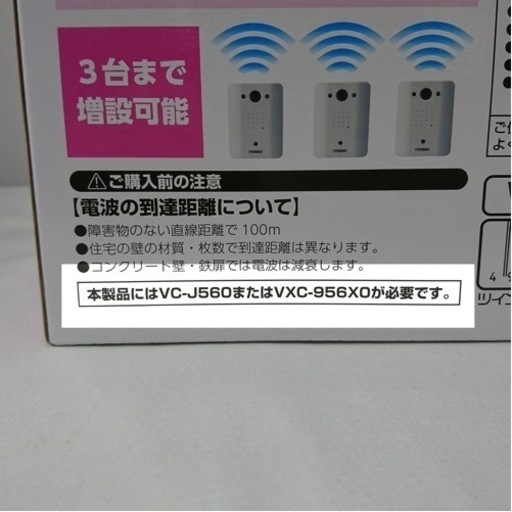 3台まで
増設可能
⚠ご購入前の注意
【電波の到達距離について】
●障害物のない直線距離で100m
●住宅の壁の材質・枚数で到達距離は異なります。
●コンクリート壁・鉄扉では電波は減衰します。
本製品にはVC-J560またはVXC-956XOが必要です。
ツイン
4